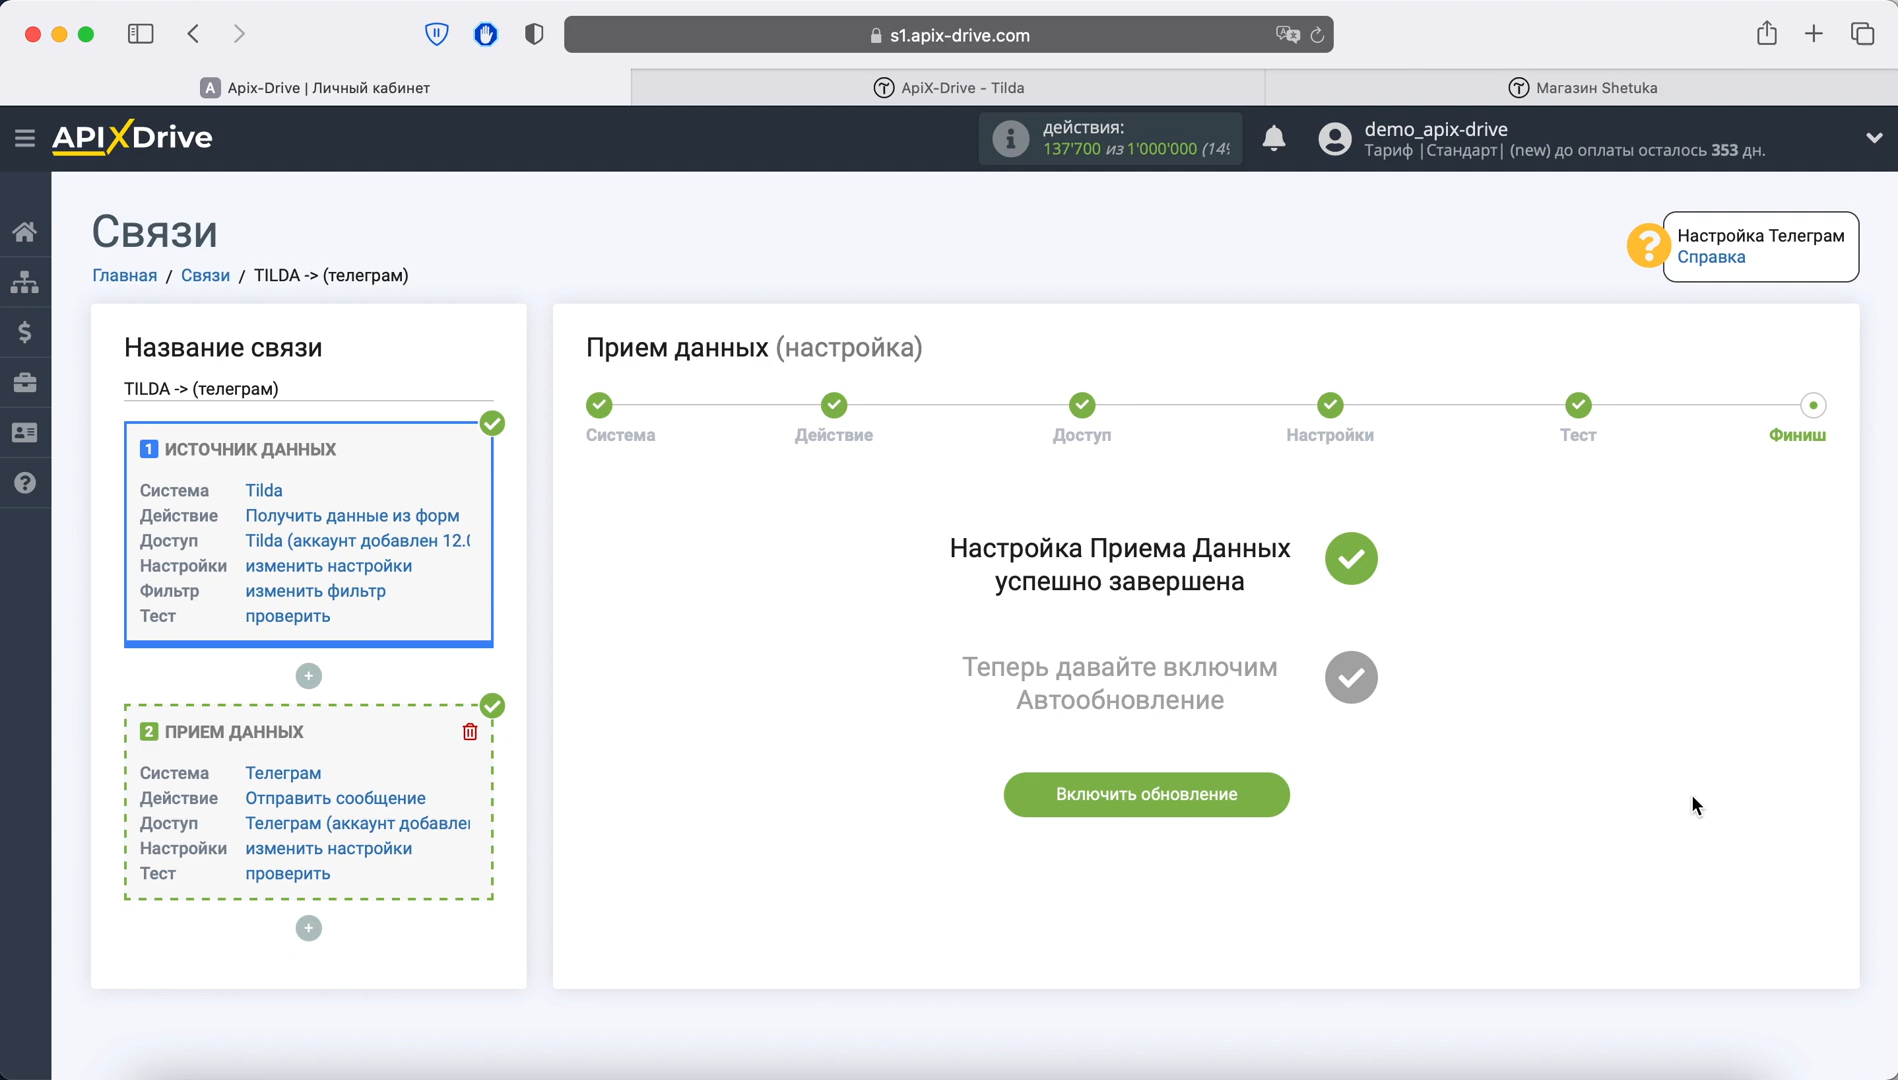 s1.apix-drive.com
Apix-Drive | Личный кабинет
ApiX-Drive - Tilda
Магазин Shetuka
APIXDrive
действия:
137'700 из 1'000'000 (14%
demo_apix-drive
Тариф |Стандарт| (new) до оплаты осталось 353 дн.
Связи
Главная / Связи / TILDA -> (телеграм)
Настройка Телеграм
Справка
Название связи
TILDA -> (телеграм)
1 ИСТОЧНИК ДАННЫХ
Система Tilda
Действие Получить данные из форм
Доступ Tilda (аккаунт добавлен 12.0
Настройки изменить настройки
Фильтр изменить фильтр
Тест проверить
2 ПРИЕМ ДАННЫХ
Система Телеграм
Действие Отправить сообщение
Доступ Телеграм (аккаунт добавлен
Настройки изменить настройки
Тест проверить
Прием данных (настройка)
Система Действие Доступ Настройки Тест Финиш
Настройка Приема Данных
успешно завершена
Теперь давайте включим
Автообновление
Включить обновление